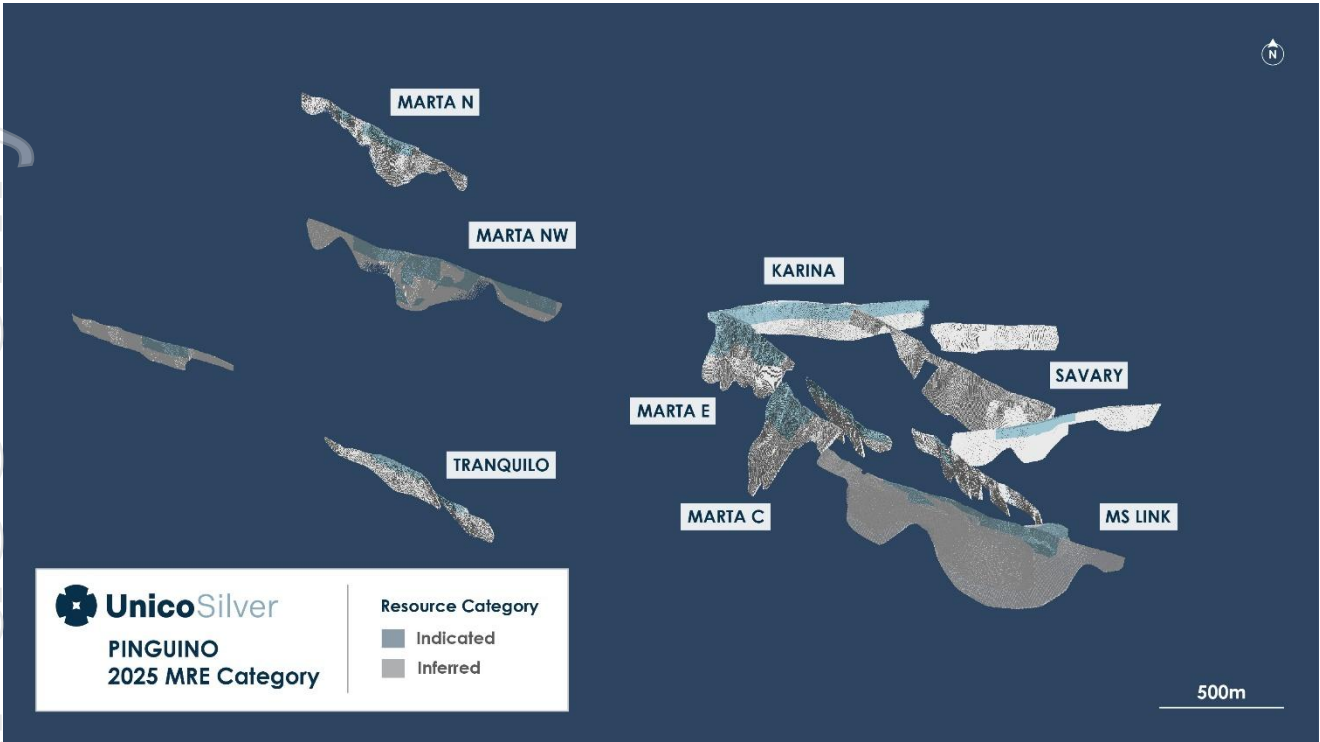 N
MARTA N
MARTA NW
KARINA
SAVARY
MARTA E
TRANQUILO
MARTA C
MS LINK
UnicoSilver
PINGUINO
2025 MRE Category
Resource Category
Indicated
Inferred
500m